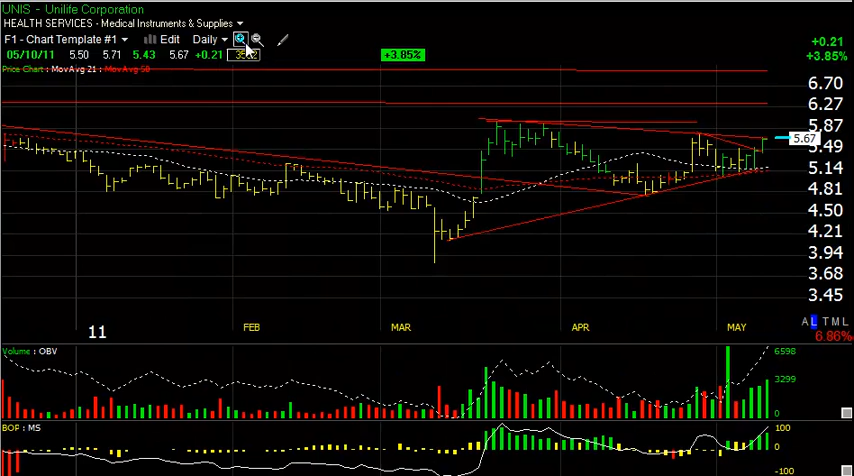 UNIS - Unilife Corporation
HEALTH SERVICES - Medical Instruments & Supplies
F1 - Chart Template #1 Edit Daily
05/10/11 5.50 5.71 5.43 5.67 +0.21 +3.85% +0.21
+3.85%
Price Chart : MovAvg 21 : MovAvg 50
6.70
6.27
5.87
5.67
5.49
5.14
4.81
4.50
4.21
3.94
3.68
3.45
A L T M L
11 FEB MAR APR MAY
6.86%
Volume : OBV
6598
3299
0
BOP : MS
100
0
-100